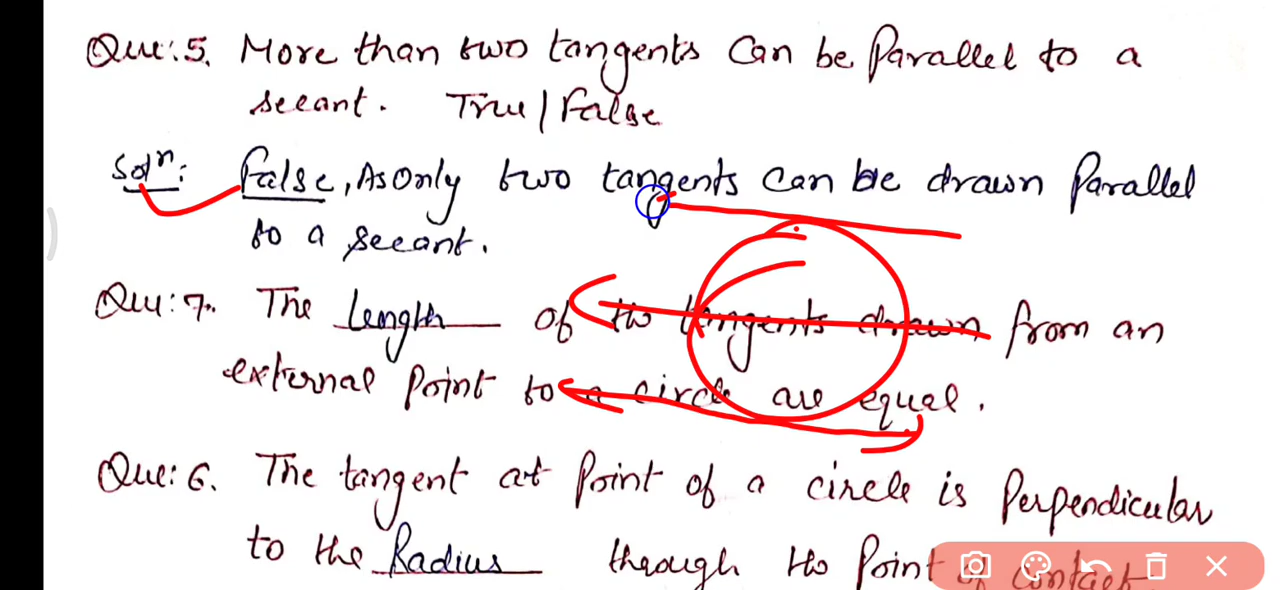 Que:5. More than two tangents Can be Parallel to a
secant. True/False
Solⁿ: False, As Only two tangents can be drawn Parallel
to a secant.
Que:7. The Length of the tangents drawn from an
external Point to a circle are equal.
Que:6. The tangent at Point of a circle is Perpendicular
to the Radius through the Point of contact.